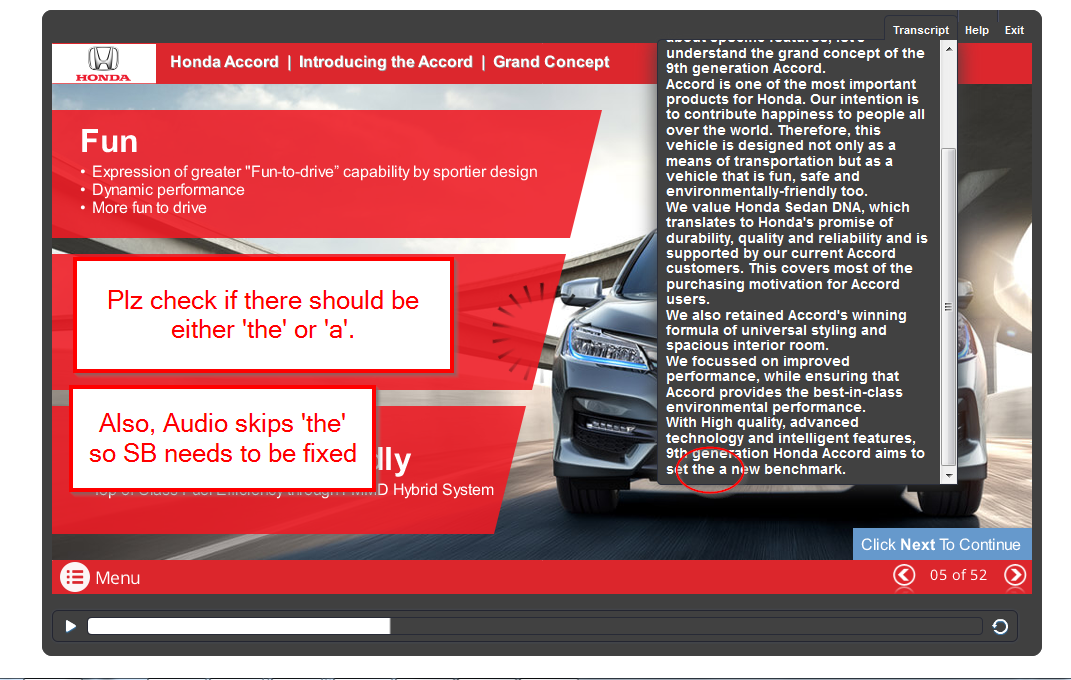 Transcript Help Exit
HONDA
Honda Accord | Introducing the Accord | Grand Concept
Fun
• Expression of greater "Fun-to-drive” capability by sportier design
• Dynamic performance
• More fun to drive
Plz check if there should be
either 'the' or 'a'.
Also, Audio skips 'the'
so SB needs to be fixed
dly
Top of Class Fuel Efficiency through i-MMD Hybrid System
about specific features, let's
understand the grand concept of the
9th generation Accord.
Accord is one of the most important
products for Honda. Our intention is
to contribute happiness to people all
over the world. Therefore, this
vehicle is designed not only as a
means of transportation but as a
vehicle that is fun, safe and
environmentally-friendly too.
We value Honda Sedan DNA, which
translates to Honda's promise of
durability, quality and reliability and is
supported by our current Accord
customers. This covers most of the
purchasing motivation for Accord
users.
We also retained Accord's winning
formula of universal styling and
spacious interior room.
We focussed on improved
performance, while ensuring that
Accord provides the best-in-class
environmental performance.
With High quality, advanced
technology and intelligent features,
9th generation Honda Accord aims to
set the a new benchmark.
Click Next To Continue
Menu
05 of 52